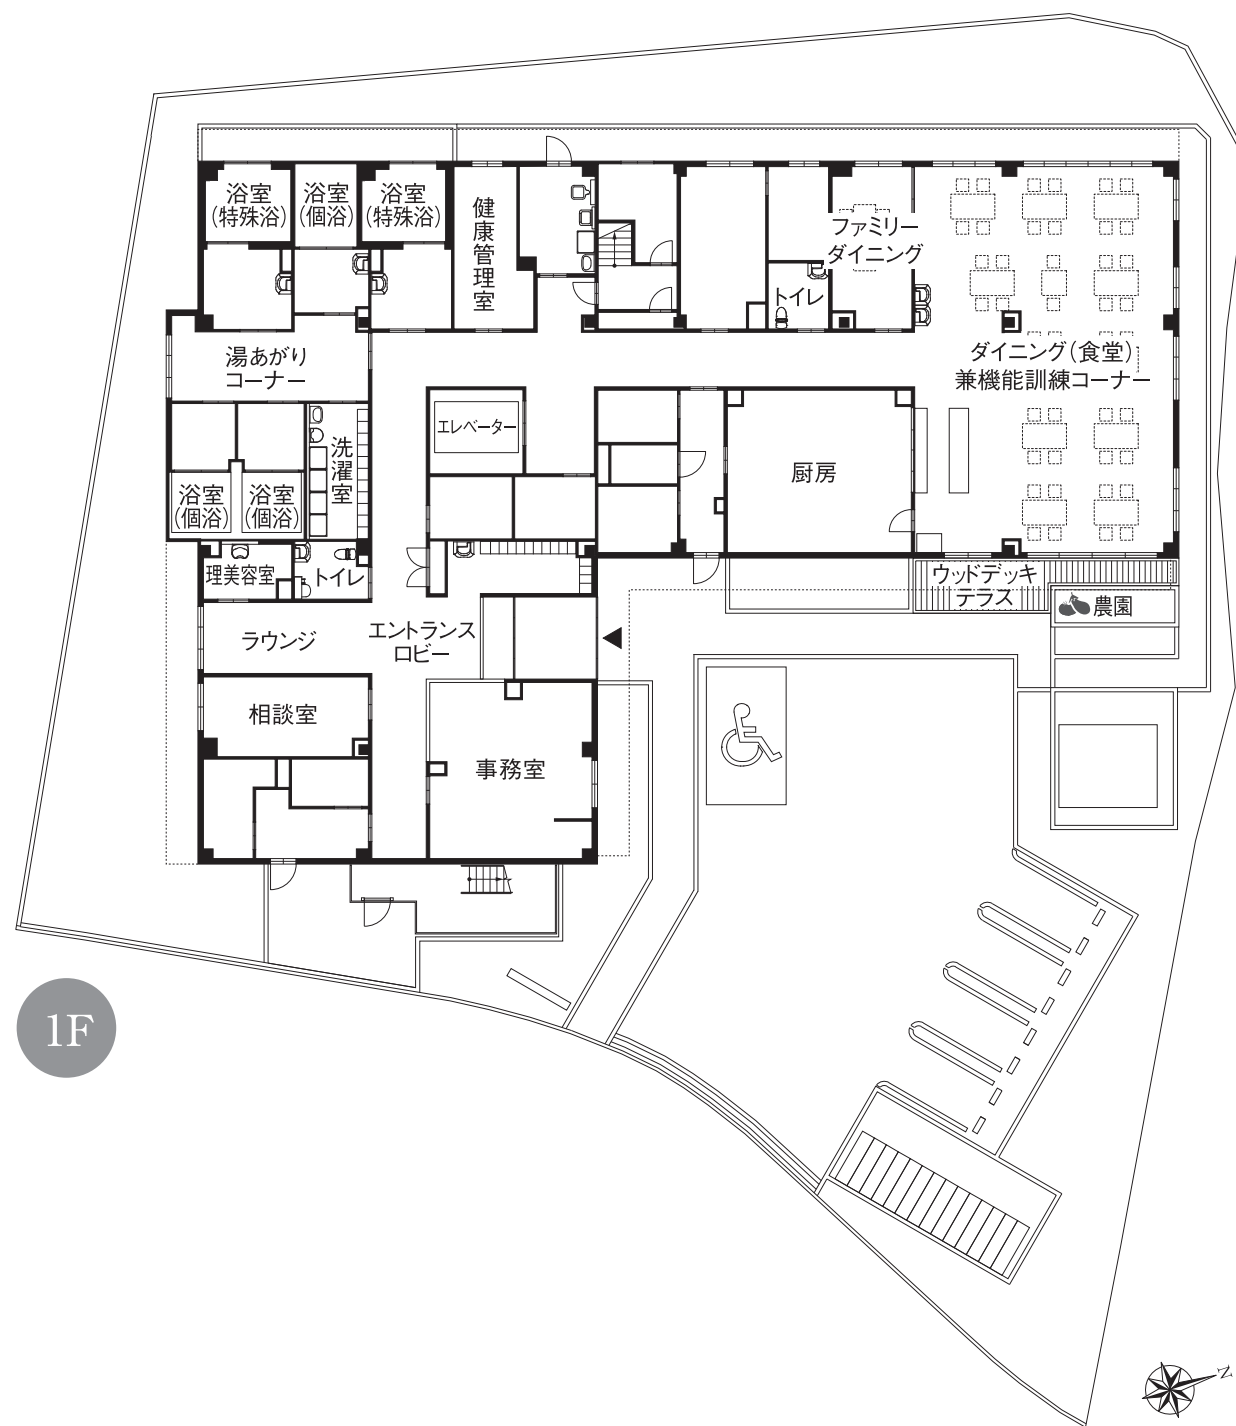 浴室
(特殊浴)
浴室
(個浴)
浴室
(特殊浴)
健康管理室
ファミリー
ダイニング
トイレ
湯あがり
コーナー
ダイニング(食堂)
兼機能訓練コーナー
エレベーター
洗濯室
厨房
浴室
(個浴)
浴室
(個浴)
理美容室
トイレ
ウッドデッキ
テラス
農園
ラウンジ
エントランス
ロビー
相談室
事務室
1F
N